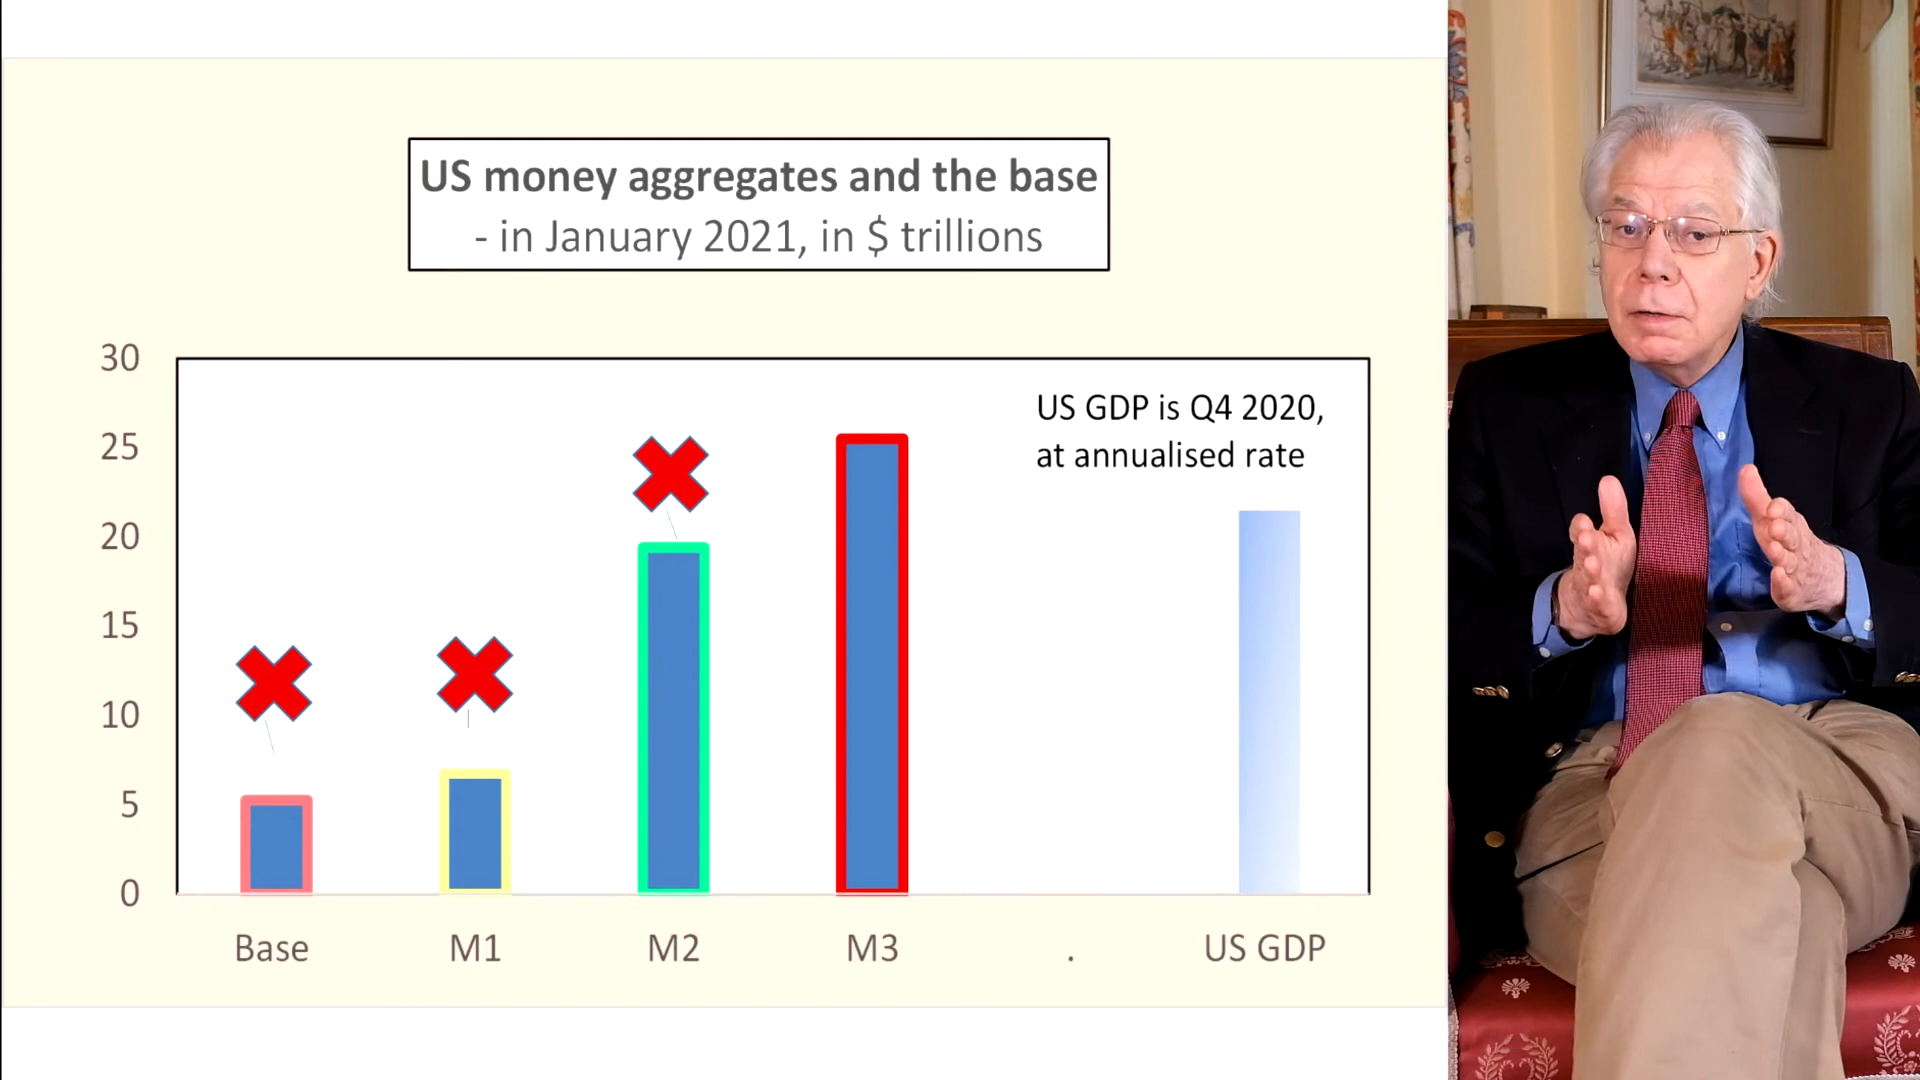 US money aggregates and the base
- in January 2021, in $ trillions
30
25
20
15
10
5
0
US GDP is Q4 2020,
at annualised rate
Base M1 M2 M3 . US GDP